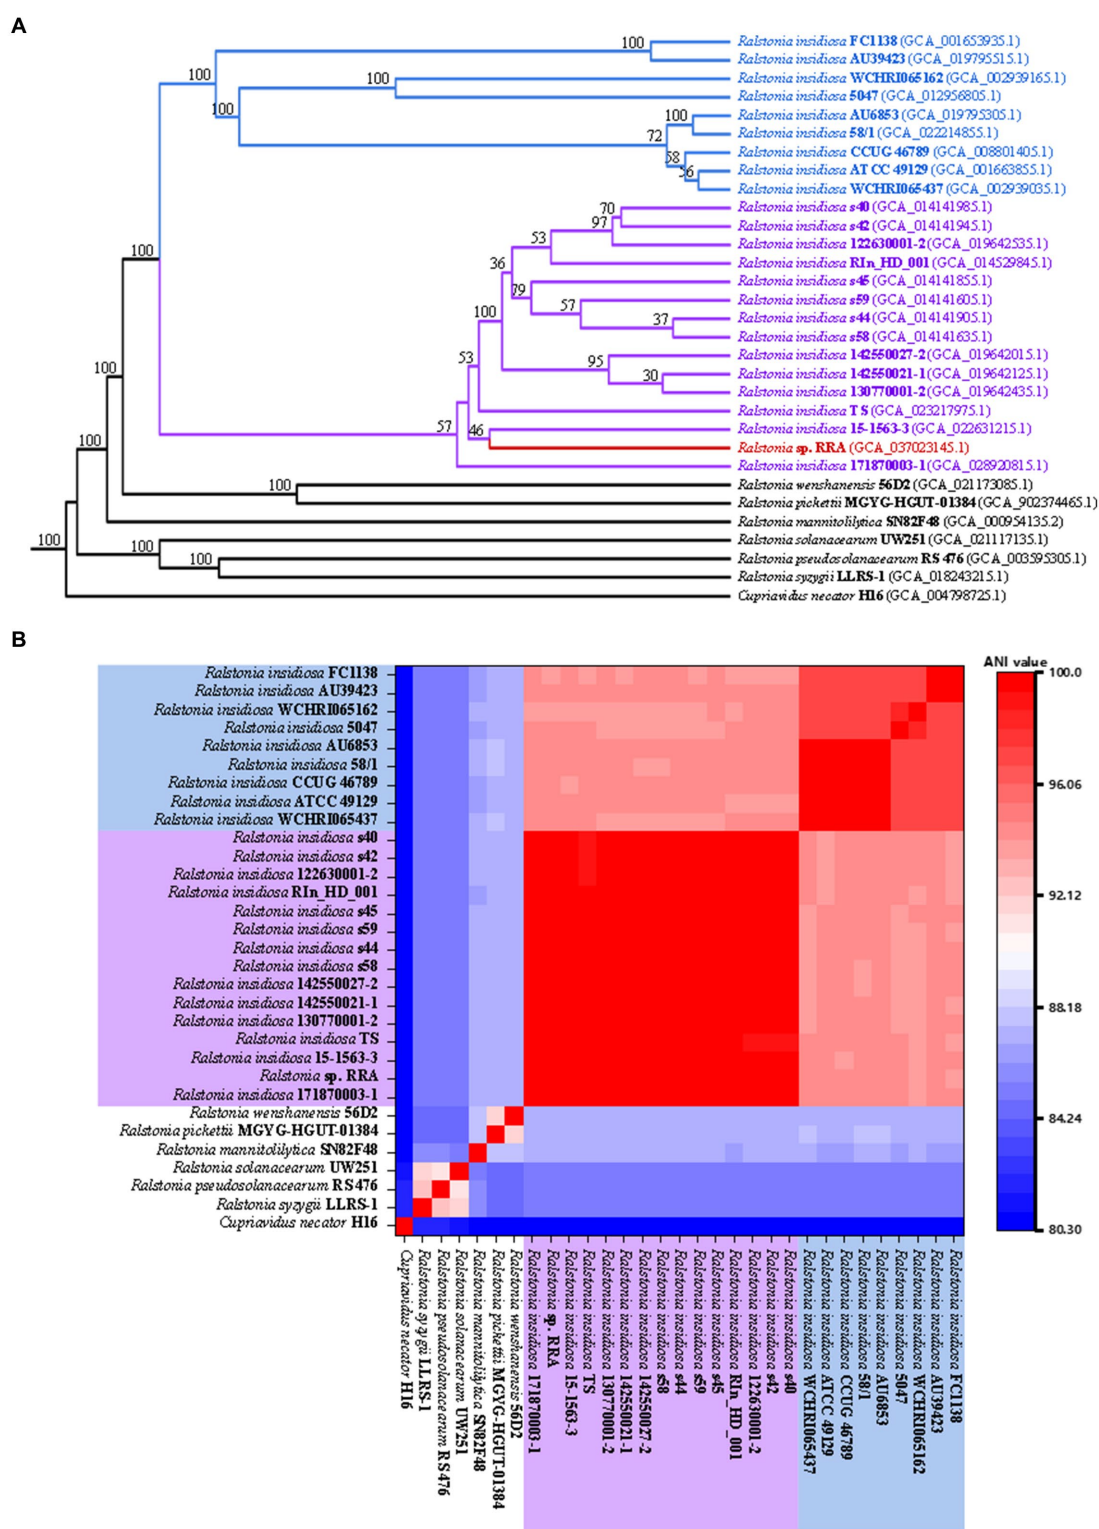 A
100
Ralstonia insidiosa FC1138 (GCA_001653935.1)
Ralstonia insidiosa AU39423 (GCA_019795515.1)
100
100
Ralstonia insidiosa WCHRI065162 (GCA_002939165.1)
Ralstonia insidiosa 5047 (GCA_012956805.1)
100
100
Ralstonia insidiosa AU6853 (GCA_019795305.1)
72
Ralstonia insidiosa 58/1 (GCA_022214855.1)
58
Ralstonia insidiosa CCUG 46789 (GCA_008801405.1)
56
Ralstonia insidiosa ATCC 49129 (GCA_001663855.1)
Ralstonia insidiosa WCHRI065437 (GCA_002939035.1)
70
Ralstonia insidiosa s40 (GCA_014141985.1)
97
Ralstonia insidiosa s42 (GCA_014141945.1)
53
Ralstonia insidiosa 122630001-2 (GCA_019642535.1)
100
36
Ralstonia insidiosa RIn_HD_001 (GCA_014529845.1)
79
Ralstonia insidiosa s45 (GCA_014141855.1)
57
Ralstonia insidiosa s59 (GCA_014141605.1)
100
37
Ralstonia insidiosa s44 (GCA_014141905.1)
Ralstonia insidiosa s58 (GCA_014141635.1)
53
95
Ralstonia insidiosa 142550027-2 (GCA_019642015.1)
100
30
Ralstonia insidiosa 142550021-1 (GCA_019642125.1)
Ralstonia insidiosa 130770001-2 (GCA_019642435.1)
Ralstonia insidiosa TS (GCA_023217975.1)
57
46
Ralstonia insidiosa 15-1563-3 (GCA_022631215.1)
100
Ralstonia sp. RRA (GCA_037023145.1)
Ralstonia insidiosa 171870003-1 (GCA_028920815.1)
100
Ralstonia wenshanensis 56D2 (GCA_021173085.1)
Ralstonia pickettii MGYG-HGUT-01384 (GCA_902374465.1)
Ralstonia mannitolilytica SN82F48 (GCA_000954135.2)
100
100
Ralstonia solanacearum UW251 (GCA_021117135.1)
100
Ralstonia pseudosolanacearum RS 476 (GCA_003595305.1)
Ralstonia syzygii LLRS-1 (GCA_018243215.1)
Cupriavidus necator H16 (GCA_004798725.1)
B
ANI value
100.0
96.06
92.12
88.18
84.24
80.30
Ralstonia insidiosa FC1138
Ralstonia insidiosa AU39423
Ralstonia insidiosa WCHRI065162
Ralstonia insidiosa 5047
Ralstonia insidiosa AU6853
Ralstonia insidiosa 58/1
Ralstonia insidiosa CCUG 46789
Ralstonia insidiosa ATCC 49129
Ralstonia insidiosa WCHRI065437
Ralstonia insidiosa s40
Ralstonia insidiosa s42
Ralstonia insidiosa 122630001-2
Ralstonia insidiosa RIn_HD_001
Ralstonia insidiosa s45
Ralstonia insidiosa s59
Ralstonia insidiosa s44
Ralstonia insidiosa s58
Ralstonia insidiosa 142550027-2
Ralstonia insidiosa 142550021-1
Ralstonia insidiosa 130770001-2
Ralstonia insidiosa TS
Ralstonia insidiosa 15-1563-3
Ralstonia sp. RRA
Ralstonia insidiosa 171870003-1
Ralstonia wenshanensis 56D2
Ralstonia pickettii MGYG-HGUT-01384
Ralstonia mannitolilytica SN82F48
Ralstonia solanacearum UW251
Ralstonia pseudosolanacearum RS476
Ralstonia syzygii LLRS-1
Cupriavidus necator H16
Cupriavidus necator H16
Ralstonia syzygii LLRS-1
Ralstonia pseudosolanacearum RS476
Ralstonia solanacearum UW251
Ralstonia mannitolilytica SN82F48
Ralstonia pickettii MGYG-HGUT-01384
Ralstonia wenshanensis 56D2
Ralstonia insidiosa 171870003-1
Ralstonia sp. RRA
Ralstonia insidiosa 15-1563-3
Ralstonia insidiosa TS
Ralstonia insidiosa 130770001-2
Ralstonia insidiosa 142550021-1
Ralstonia insidiosa 142550027-2
Ralstonia insidiosa s58
Ralstonia insidiosa s44
Ralstonia insidiosa s59
Ralstonia insidiosa s45
Ralstonia insidiosa RIn_HD_001
Ralstonia insidiosa 122630001-2
Ralstonia insidiosa s42
Ralstonia insidiosa s40
Ralstonia insidiosa WCHRI065437
Ralstonia insidiosa ATCC 49129
Ralstonia insidiosa CCUG 46789
Ralstonia insidiosa 58/1
Ralstonia insidiosa AU6853
Ralstonia insidiosa 5047
Ralstonia insidiosa WCHRI065162
Ralstonia insidiosa AU39423
Ralstonia insidiosa FC1138